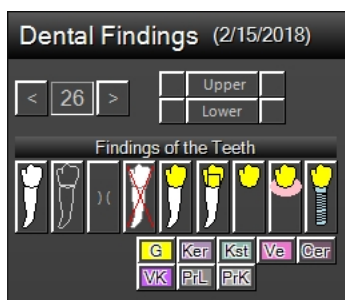 Dental Findings (2/15/2018)
< 26 >
Upper
Lower
Findings of the Teeth
)(
G Ker Kst Ve Cer
VK PrL PrK